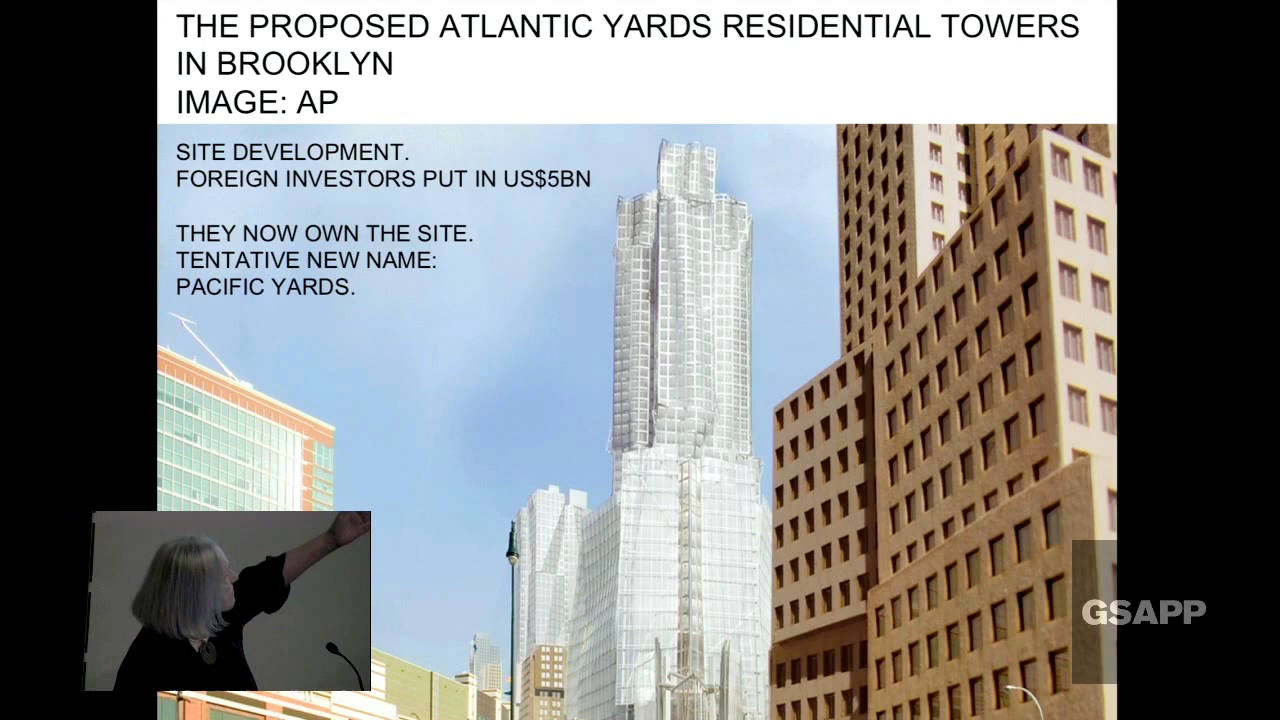 THE PROPOSED ATLANTIC YARDS RESIDENTIAL TOWERS
IN BROOKLYN
IMAGE: AP
SITE DEVELOPMENT.
FOREIGN INVESTORS PUT IN US$5BN
THEY NOW OWN THE SITE.
TENTATIVE NEW NAME:
PACIFIC YARDS.
GSAPP